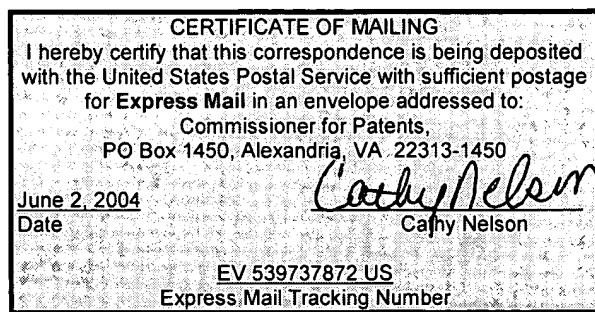 CERTIFICATE OF MAILING
I hereby certify that this correspondence is being deposited
with the United States Postal Service with sufficient postage
for Express Mail in an envelope addressed to:
Commissioner for Patents,
PO Box 1450, Alexandria, VA 22313-1450
June 2, 2004 Cathy Nelson
Date Cathy Nelson
EV 539737872 US
Express Mail Tracking Number